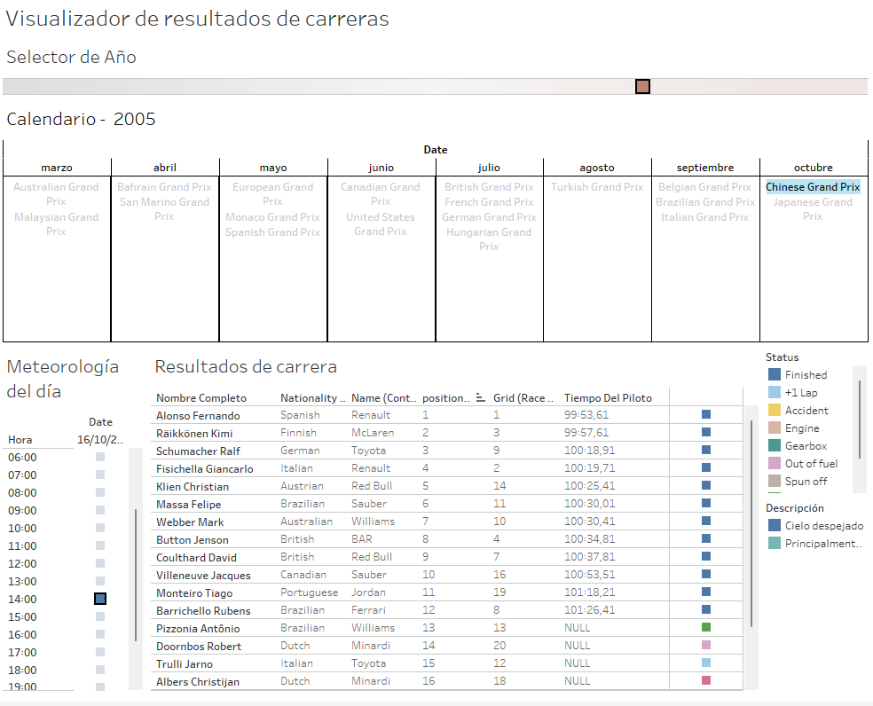 Visualizador de resultados de carreras
Selector de Año
Calendario - 2005
Date
marzo abril mayo junio julio agosto septiembre octubre
Australian Grand Prix
Malaysian Grand Prix
Bahrain Grand Prix
San Marino Grand Prix
European Grand Prix
Monaco Grand Prix
Spanish Grand Prix
Canadian Grand Prix
United States Grand Prix
British Grand Prix
French Grand Prix
German Grand Prix
Hungarian Grand Prix
Turkish Grand Prix
Belgian Grand Prix
Brazilian Grand Prix
Italian Grand Prix
Chinese Grand Prix
Japanese Grand Prix
Meteorología
del día
Date
Hora 16/10/2..
06:00
07:00
08:00
09:00
10:00
11:00
12:00
13:00
14:00
15:00
16:00
17:00
18:00
19:00
Resultados de carrera
Nombre Completo Nationality .. Name (Cont.. position.. Grid (Race .. Tiempo Del Piloto
Alonso Fernando Spanish Renault 1 1 99:53,61
Räikkönen Kimi Finnish McLaren 2 3 99:57,61
Schumacher Ralf German Toyota 3 9 100:18,91
Fisichella Giancarlo Italian Renault 4 2 100:19,71
Klien Christian Austrian Red Bull 5 14 100:25,41
Massa Felipe Brazilian Sauber 6 11 100:30,01
Webber Mark Australian Williams 7 10 100:30,41
Button Jenson British BAR 8 4 100:34,81
Coulthard David British Red Bull 9 7 100:37,81
Villeneuve Jacques Canadian Sauber 10 16 100:53,51
Monteiro Tiago Portuguese Jordan 11 19 101:18,21
Barrichello Rubens Brazilian Ferrari 12 8 101:26,41
Pizzonia Antônio Brazilian Williams 13 13 NULL
Doornbos Robert Dutch Minardi 14 20 NULL
Trulli Jarno Italian Toyota 15 12 NULL
Albers Christijan Dutch Minardi 16 18 NULL
Status
Finished
+1 Lap
Accident
Engine
Gearbox
Out of fuel
Spun off
Descripción
Cielo despejado
Principalment..